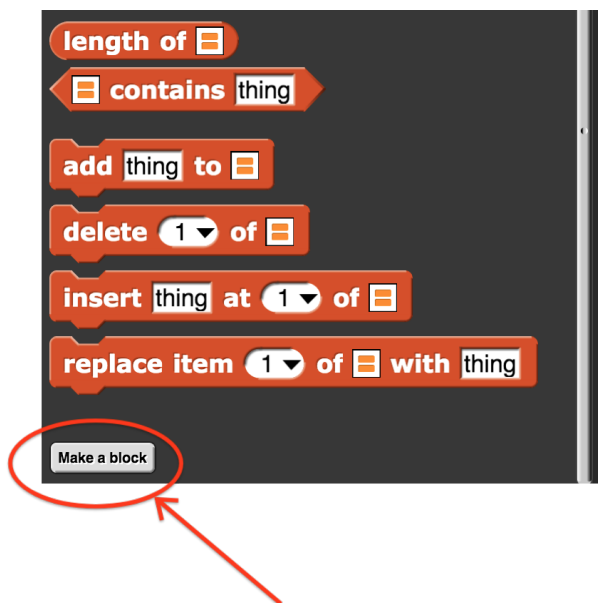 length of
contains thing
add thing to
delete 1 of
insert thing at 1 of
replace item 1 of with thing
Make a block